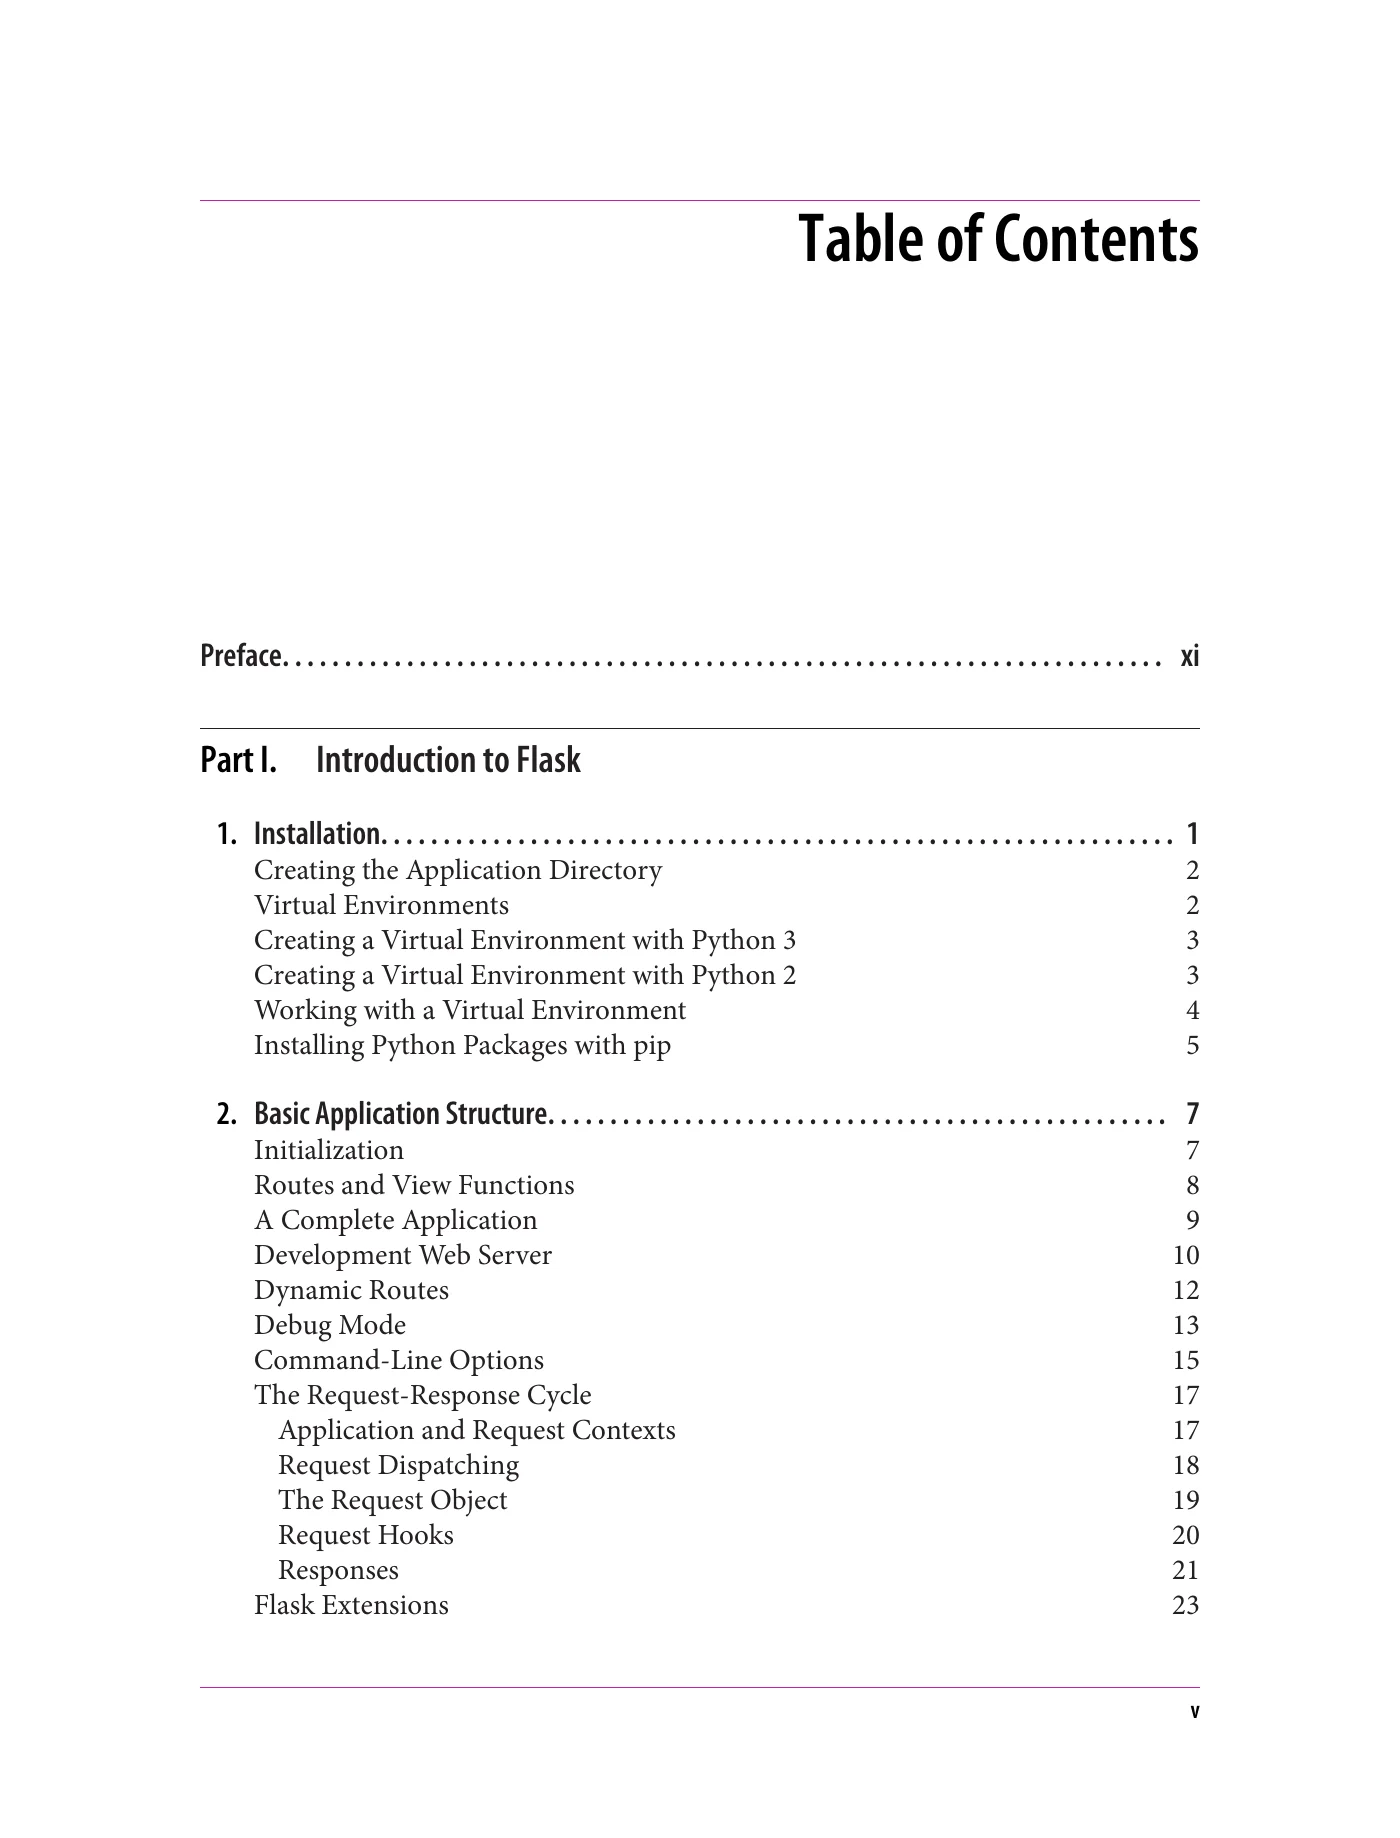 Table of Contents
Preface. . . . . . . . . . . . . . . . . . . . . . . . . . . . . . . . . . . . . . . . . . . . . . . . . . . . . . . . . . . . . . . . . . . . . . . xi
Part I. Introduction to Flask
1. Installation. . . . . . . . . . . . . . . . . . . . . . . . . . . . . . . . . . . . . . . . . . . . . . . . . . . . . . . . . . . . . . . . 1
Creating the Application Directory 2
Virtual Environments 2
Creating a Virtual Environment with Python 3 3
Creating a Virtual Environment with Python 2 3
Working with a Virtual Environment 4
Installing Python Packages with pip 5
2. Basic Application Structure. . . . . . . . . . . . . . . . . . . . . . . . . . . . . . . . . . . . . . . . . . . . . . . . . . 7
Initialization 7
Routes and View Functions 8
A Complete Application 9
Development Web Server 10
Dynamic Routes 12
Debug Mode 13
Command-Line Options 15
The Request-Response Cycle 17
Application and Request Contexts 17
Request Dispatching 18
The Request Object 19
Request Hooks 20
Responses 21
Flask Extensions 23
v